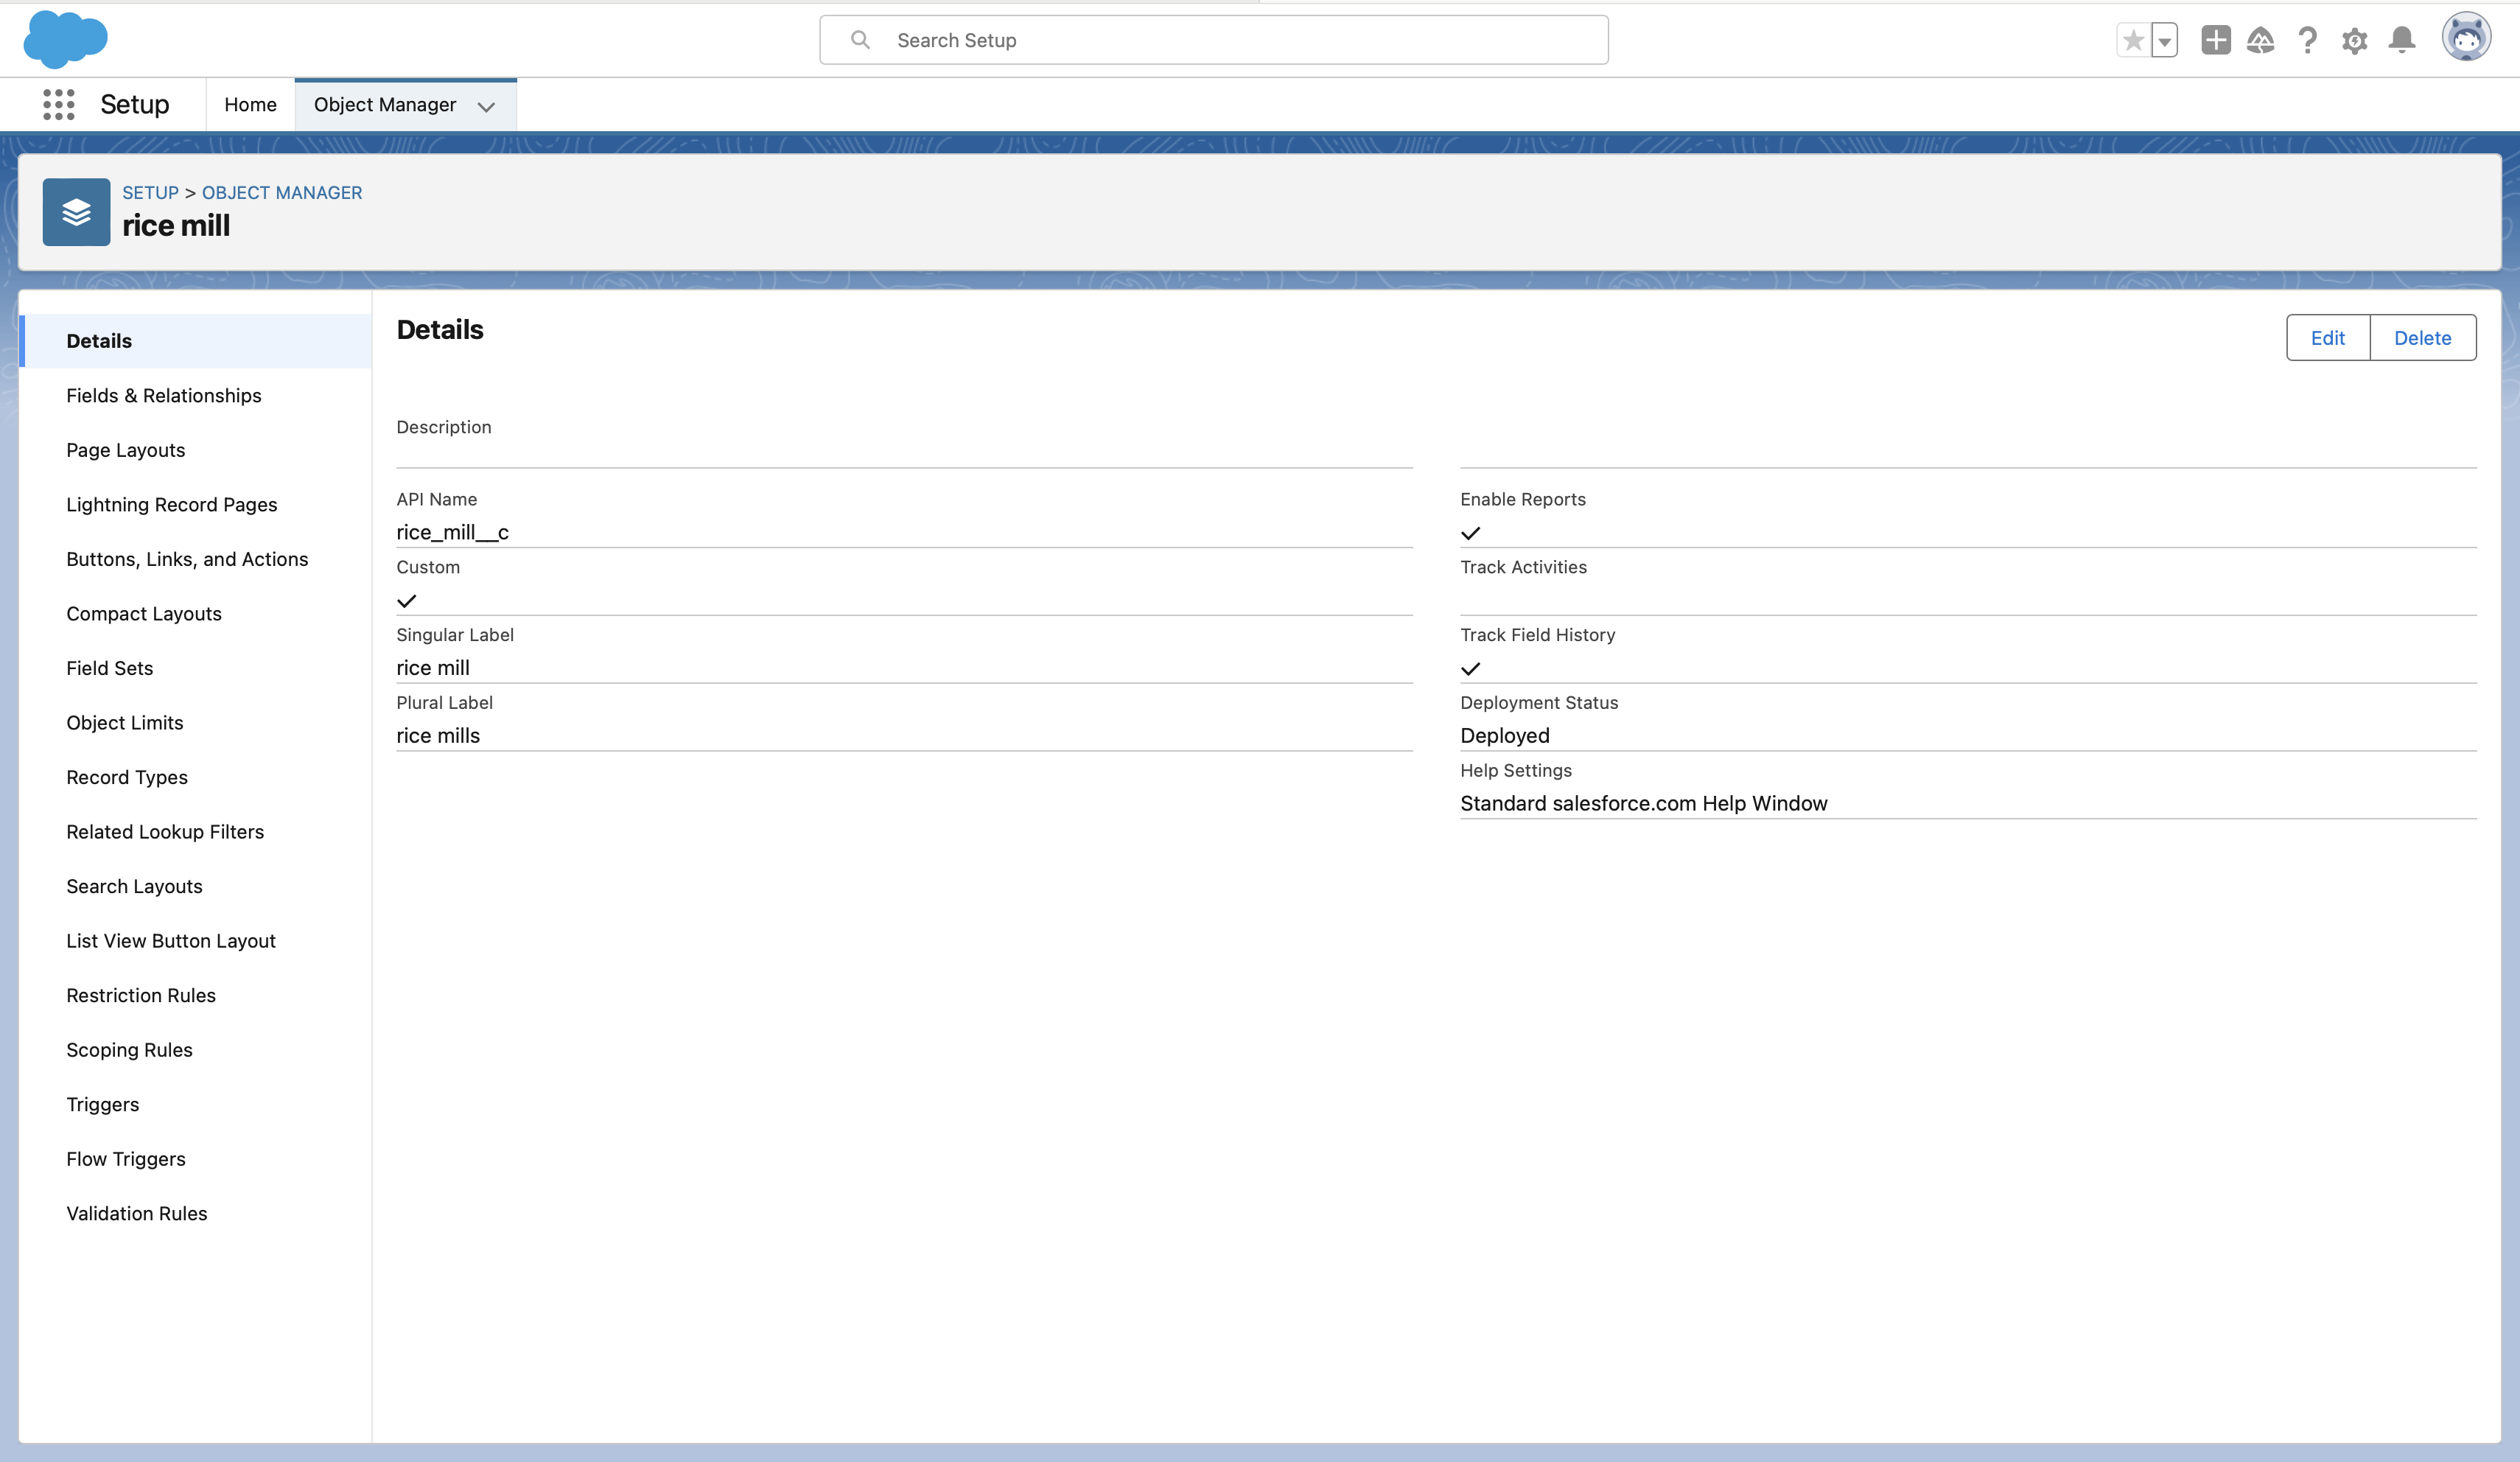 Search Setup
Setup
Home
Object Manager
SETUP > OBJECT MANAGER
rice mill
Details
Fields & Relationships
Page Layouts
Lightning Record Pages
Buttons, Links, and Actions
Compact Layouts
Field Sets
Object Limits
Record Types
Related Lookup Filters
Search Layouts
List View Button Layout
Restriction Rules
Scoping Rules
Triggers
Flow Triggers
Validation Rules
Details
Edit
Delete
Description
API Name
rice_mill__c
Custom
Singular Label
rice mill
Plural Label
rice mills
Enable Reports
Track Activities
Track Field History
Deployment Status
Deployed
Help Settings
Standard salesforce.com Help Window